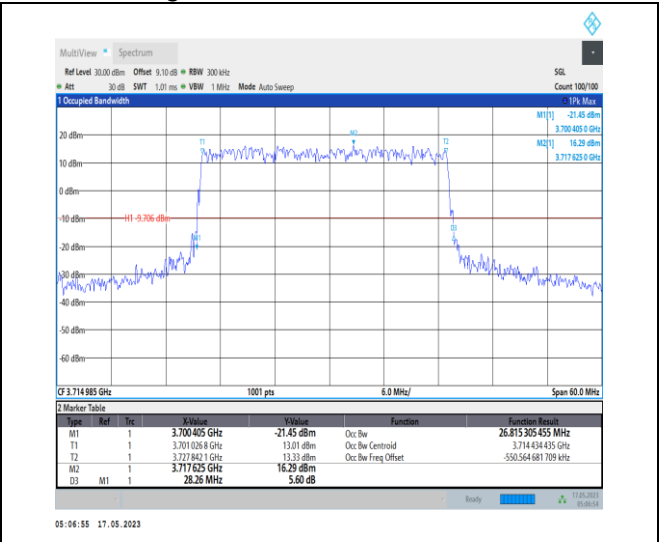 MultiView Spectrum
Ref Level 30.00 dBm Offset 9.10 dB RBW 300 kHz SGL
Att 30 dB SWT 1.01 ms VBW 1 MHz Mode Auto Sweep Count 100/100
1 Occupied Bandwidth 1Pk Max
M1[1] -21.45 dBm
3.700 405 0 GHz
M2[1] 16.29 dBm
3.717 625 0 GHz
20 dBm
M2
T1
T2
10 dBm
0 dBm
-10 dBm
H1 -9.706 dBm
D3
M1
-20 dBm
-30 dBm
-40 dBm
-50 dBm
-60 dBm
CF 3.714 985 GHz 1001 pts 6.0 MHz/ Span 60.0 MHz
2 Marker Table
Type Ref Trc X-Value Y-Value Function Function Result
M1 1 3.700 405 GHz -21.45 dBm Occ Bw 26.815 305 455 MHz
T1 1 3.701 026 8 GHz 13.01 dBm Occ Bw Centroid 3.714 434 435 GHz
T2 1 3.727 842 1 GHz 13.33 dBm Occ Bw Freq Offset -550.564 681 709 kHz
M2 1 3.717 625 GHz 16.29 dBm
D3 M1 1 28.26 MHz 5.60 dB
Ready 17.05.2023
05:06:54
05:06:55 17.05.2023